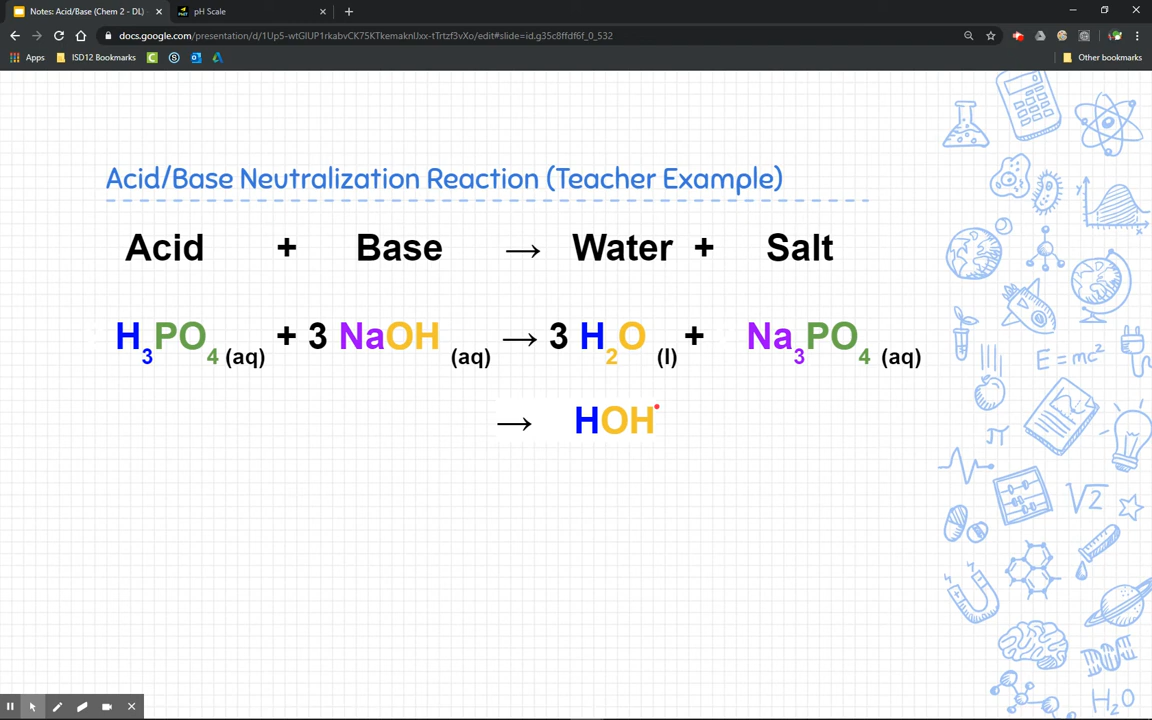 Notes: Acid/Base (Chem 2 - DL)
pH Scale
docs.google.com/presentation/d/1Up5-wtGlUP1rkabvCK75KTkemaknlJxx-tTrtzf3vXo/edit#slide=id.g35c8ffdf6f_0_532
Apps ISD12 Bookmarks Other bookmarks
Acid/Base Neutralization Reaction (Teacher Example)
Acid + Base → Water + Salt
H₃PO₄ (aq) + 3 NaOH (aq) → 3 H₂O (l) + Na₃PO₄ (aq)
→ HOH
E = mc²
π
√2
H₂O